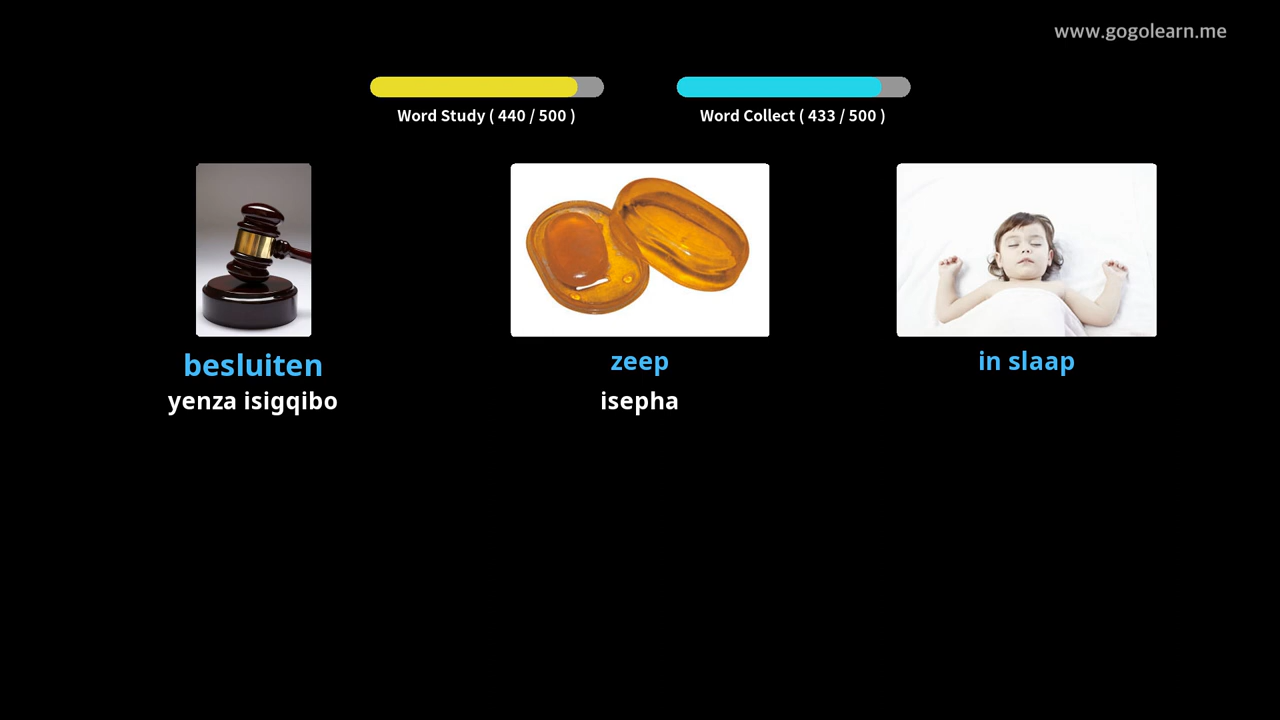 www.gogolearn.me
Word Study ( 440 / 500 )
Word Collect ( 433 / 500 )
besluiten
yenza isigqibo
zeep
isepha
in slaap